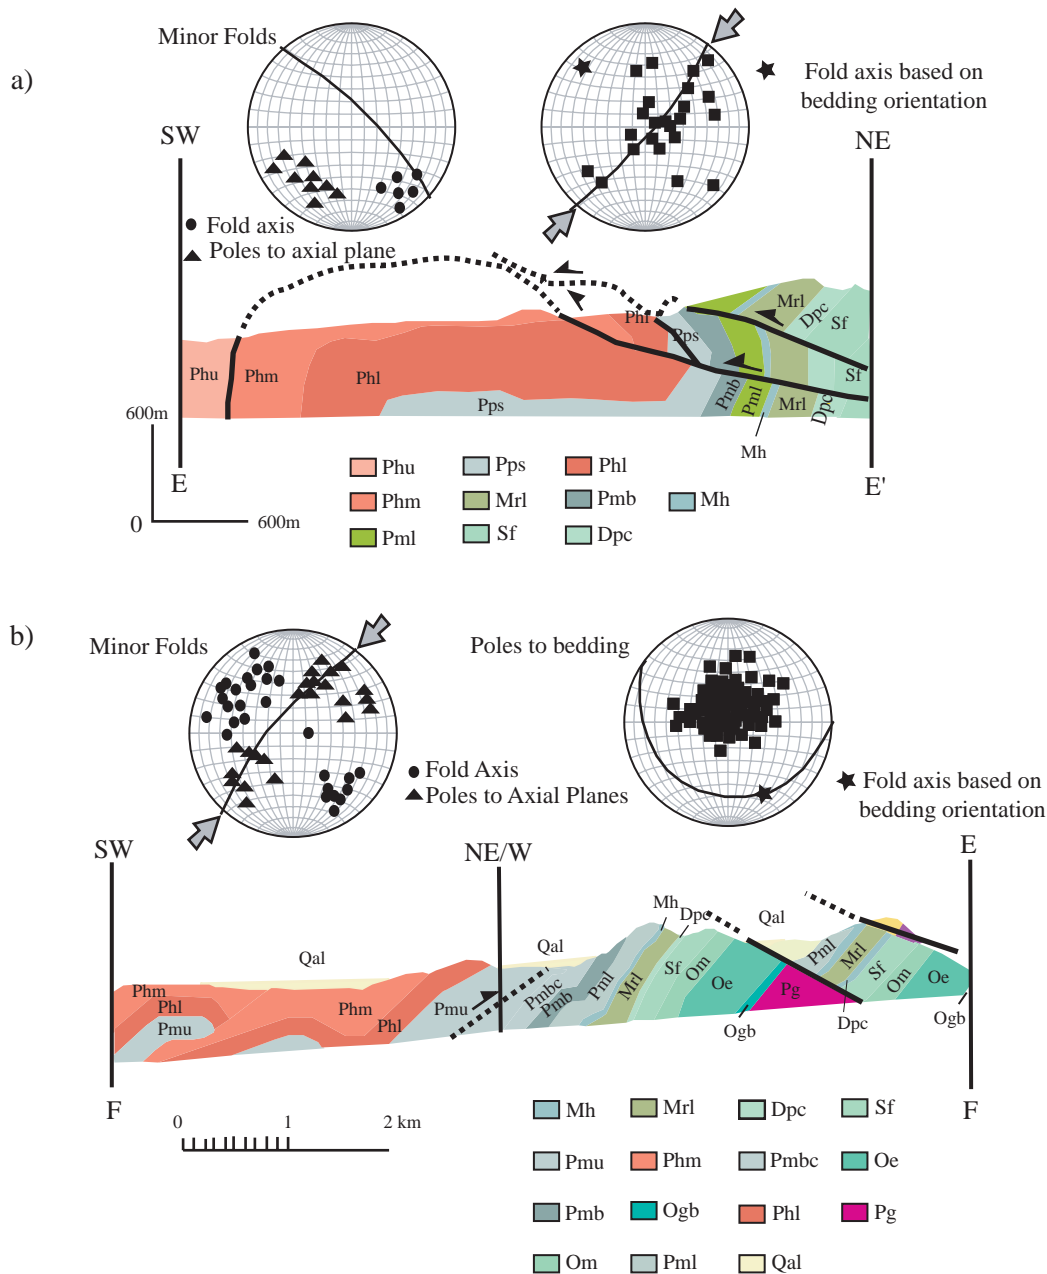 a)
Minor Folds
Fold axis based on
bedding orientation
SW
NE
Fold axis
Poles to axial plane
Phu
Phm
Phl
Pps
Phl
Pps
Pmb
Pml
Mrl
Dpc
Sf
Mrl
Dpc
Sf
Mh
600m
0
600m
E
E'
Phu
Pps
Phl
Phm
Mrl
Pmb
Mh
Pml
Sf
Dpc
b)
Minor Folds
Poles to bedding
Fold Axis
Poles to Axial Planes
Fold axis based on
bedding orientation
SW
NE/W
E
Qal
Phm
Phl
Pmu
Phm
Phl
Pmu
Qal
Pmbc
Pmb
Pml
Mrl
Mh
Dpc
Sf
Om
Oe
Ogb
Pg
Qal
Pml
Mrl
Dpc
Sf
Om
Oe
Ogb
F
F
0
1
2 km
Mh
Mrl
Dpc
Sf
Pmu
Phm
Pmbc
Oe
Pmb
Ogb
Phl
Pg
Om
Pml
Qal